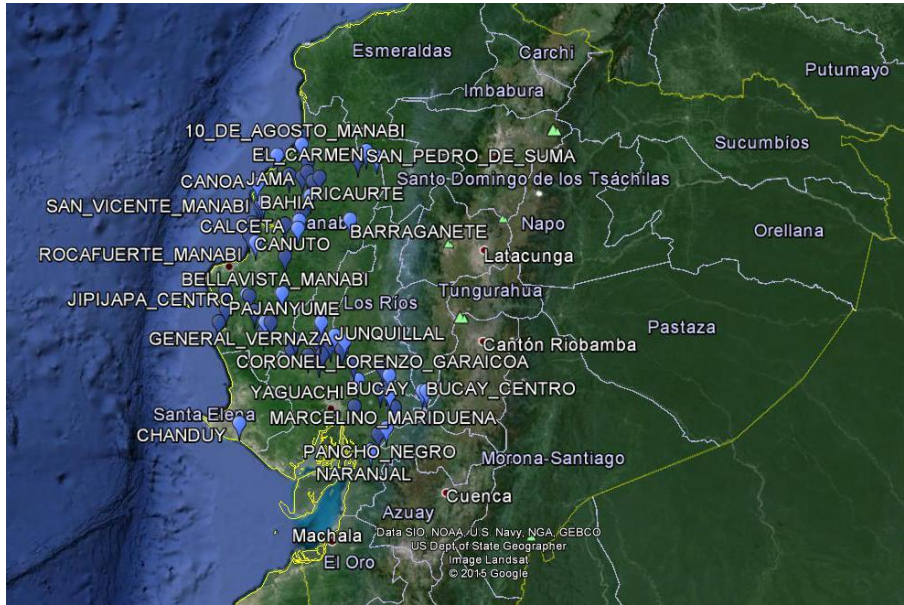 Esmeraldas
Carchi
Putumayo
Imbabura
10_DE_AGOSTO_MANABI
Sucumbíos
EL_CARMEN
SAN_PEDRO_DE_SUMA
CANOA
JAMA
RICAURTE
Santo Domingo de los Tsáchilas
SAN_VICENTE_MANABI
BAHIA
CALCETA
anabí
BARRAGANETE
Napo
Orellana
ROCAFUERTE_MANABI
CANUTO
Latacunga
BELLAVISTA_MANABI
Tungurahua
JIPIJAPA_CENTRO
PAJANYUME
Los Ríos
Pastaza
GENERAL_VERNAZA
JUNQUILLAL
Cantón Riobamba
CORONEL_LORENZO_GARAICOA
YAGUACHI
BUCAY
BUCAY_CENTRO
Santa Elena
MARCELINO_MARIDUENA
CHANDUY
PANCHO_NEGRO
Morona-Santiago
NARANJAL
Cuenca
Azuay
Machala
Data SIO, NOAA, U.S. Navy, NGA, GEBCO
US Dept of State Geographer
El Oro
Image Landsat
© 2015 Google